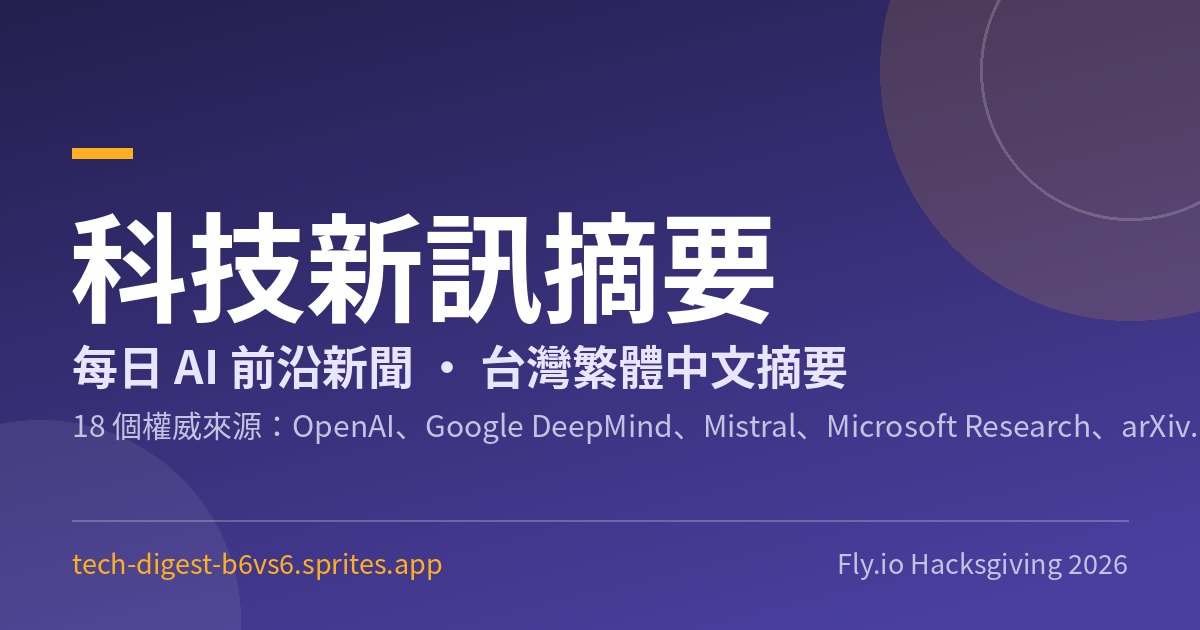 科技新訊摘要
每日 AI 前沿新聞 · 台灣繁體中文摘要
18 個權威來源：OpenAI、Google DeepMind、Mistral、Microsoft Research、arXiv.
tech-digest-b6vs6.sprites.app
Fly.io Hacksgiving 2026